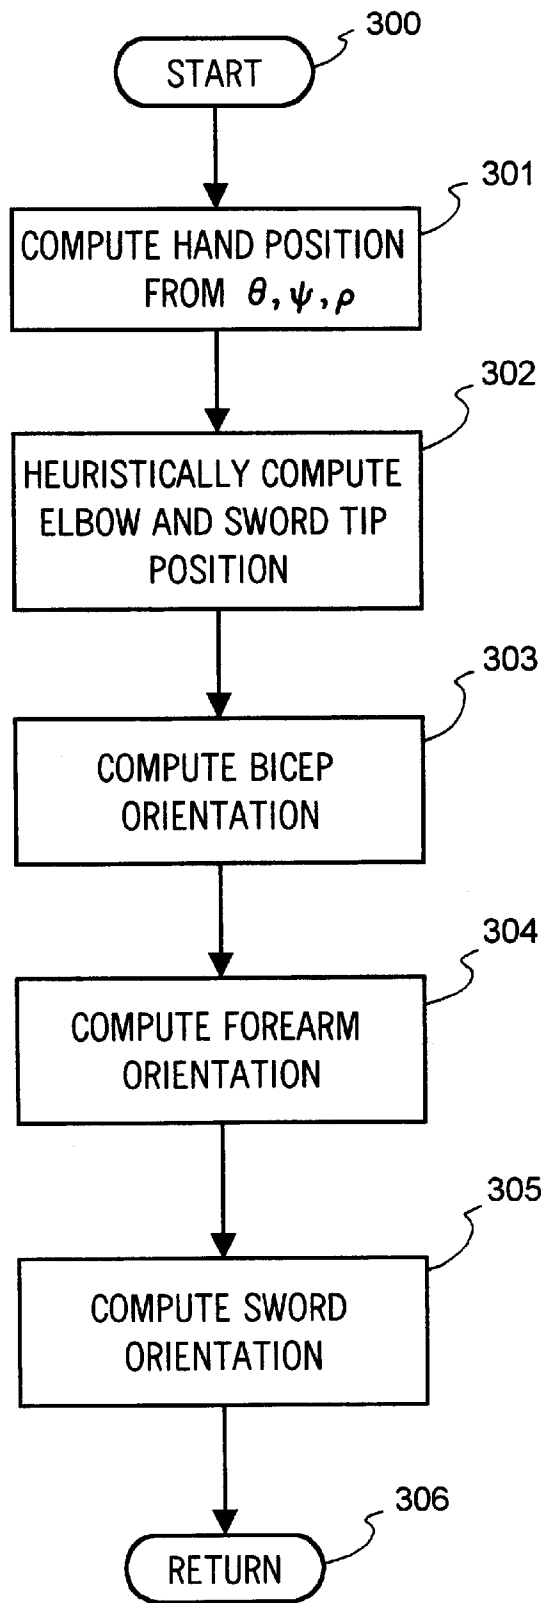 300
START
301
COMPUTE HAND POSITION
FROM θ, ψ, ρ
302
HEURISTICALLY COMPUTE
ELBOW AND SWORD TIP
POSITION
303
COMPUTE BICEP
ORIENTATION
304
COMPUTE FOREARM
ORIENTATION
305
COMPUTE SWORD
ORIENTATION
306
RETURN